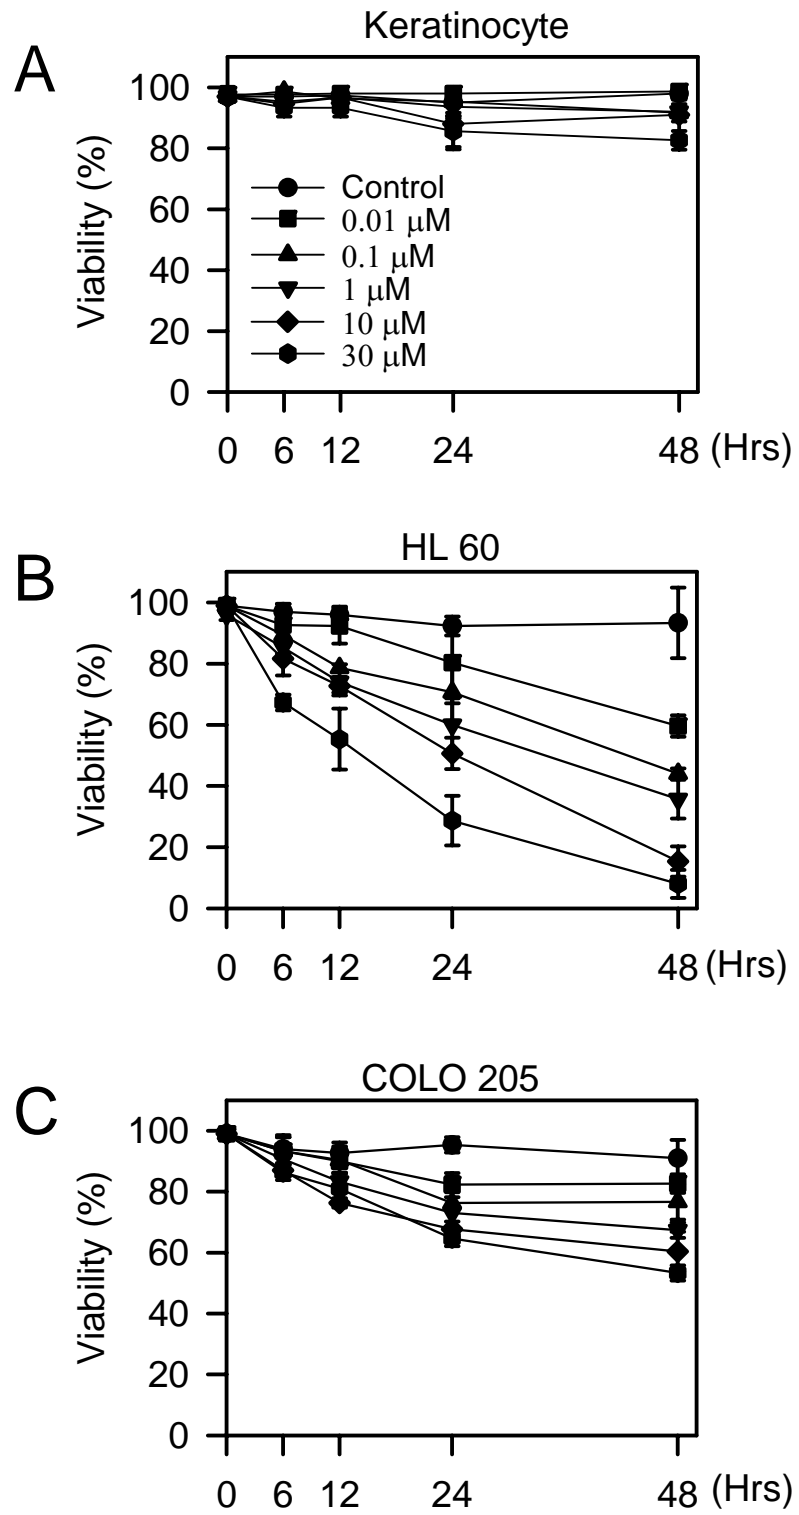 A
Keratinocyte
Viability (%)
100
80
60
40
20
0
Control
0.01 μM
0.1 μM
1 μM
10 μM
30 μM
0 6 12 24 48 (Hrs)
B
HL 60
Viability (%)
100
80
60
40
20
0
0 6 12 24 48 (Hrs)
C
COLO 205
Viability (%)
100
80
60
40
20
0
0 6 12 24 48 (Hrs)